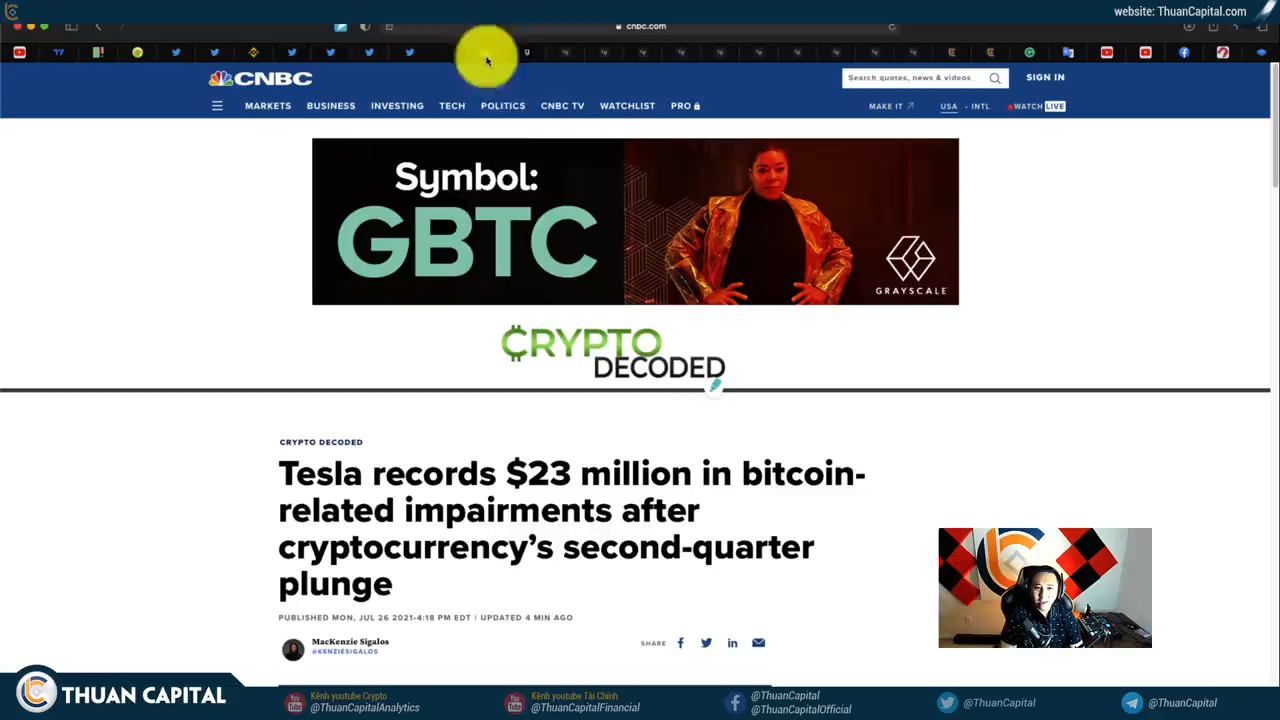 website: ThuanCapital.com
cnbc.com
CNBC
Search quotes, news & videos
SIGN IN
MARKETS BUSINESS INVESTING TECH POLITICS CNBC TV WATCHLIST PRO
MAKE IT USA • INTL WATCH LIVE
Symbol:
GBTC
GRAYSCALE
CRYPTO
DECODED
CRYPTO DECODED
Tesla records $23 million in bitcoin-
related impairments after
cryptocurrency’s second-quarter
plunge
PUBLISHED MON, JUL 26 2021•4:18 PM EDT | UPDATED 4 MIN AGO
MacKenzie Sigalos
@KENZIESIGALOS
SHARE
THUAN CAPITAL
Kênh youtube Crypto
@ThuanCapitalAnalytics
Kênh youtube Tài Chính
@ThuanCapitalFinancial
@ThuanCapital
@ThuanCapitalOfficial
@ThuanCapital
@ThuanCapital